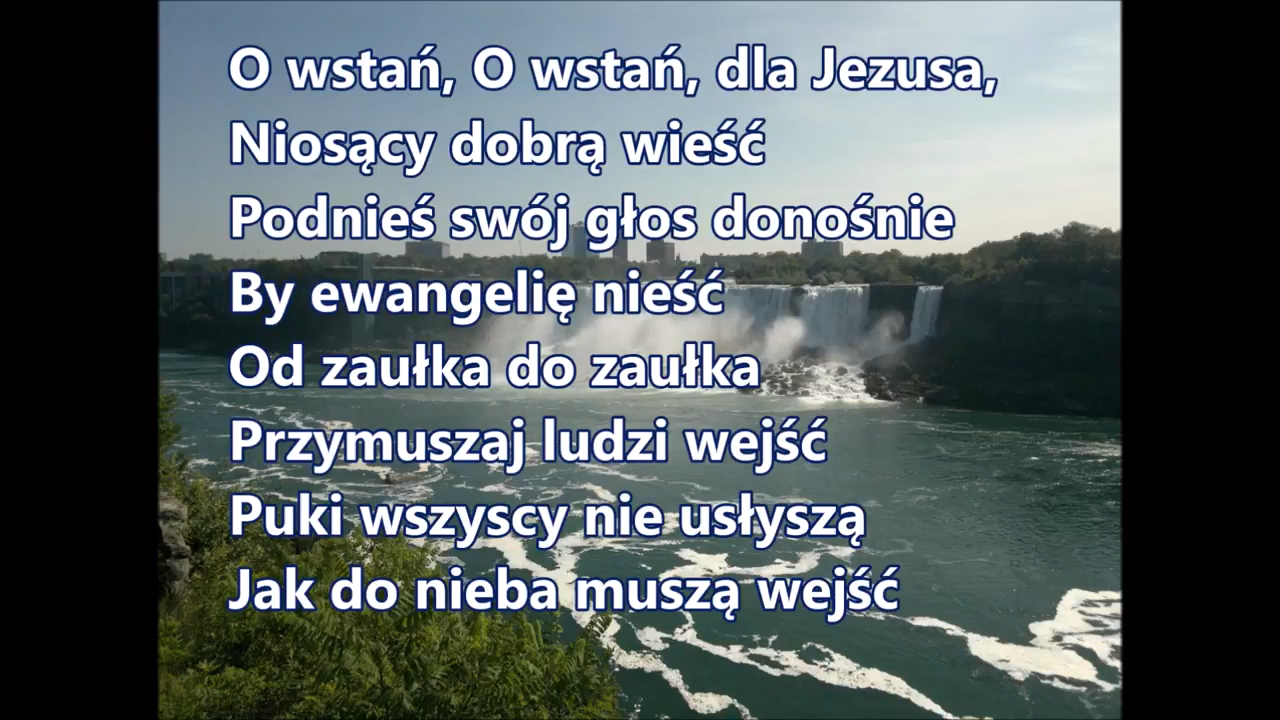 O wstań, O wstań, dla Jezusa,
Niosący dobrą wieść
Podnieś swój głos donośnie
By ewangelię nieść
Od zaułka do zaułka
Przymuszaj ludzi wejść
Puki wszyscy nie usłyszą
Jak do nieba muszą wejść